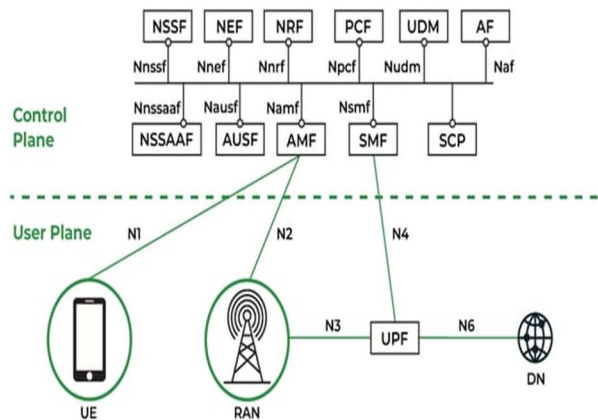 NSSF NEF NRF PCF UDM AF
Nnssf Nnef Nnrf Npcf Nudm Naf
Control
Plane
Nnssaaf Nausf Namf Nsmf
NSSAAF AUSF AMF SMF SCP
User Plane N1 N2 N4
N3 UPF N6
DN
UE RAN